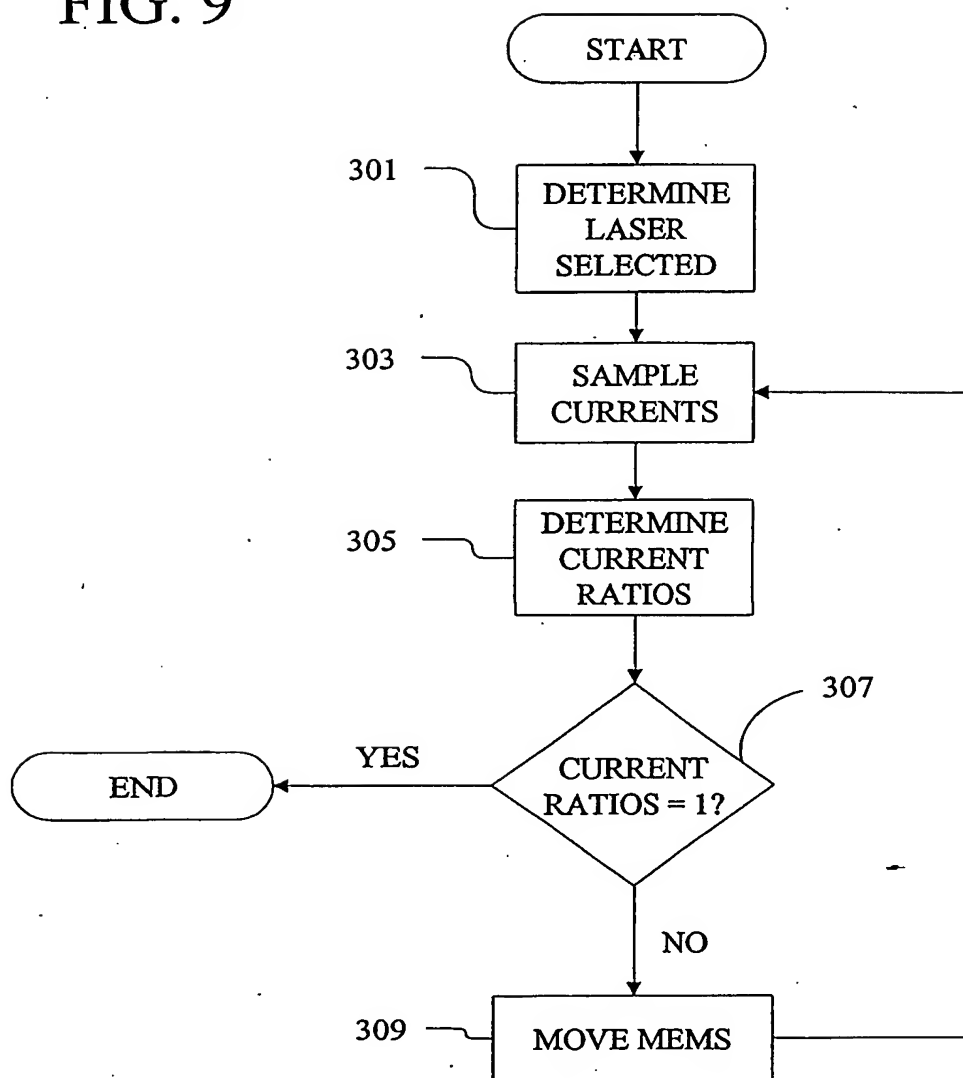 FIG. 9
START
301
DETERMINE
LASER
SELECTED
303
SAMPLE
CURRENTS
305
DETERMINE
CURRENT
RATIOS
307
CURRENT
RATIOS = 1?
YES
END
NO
309
MOVE MEMS